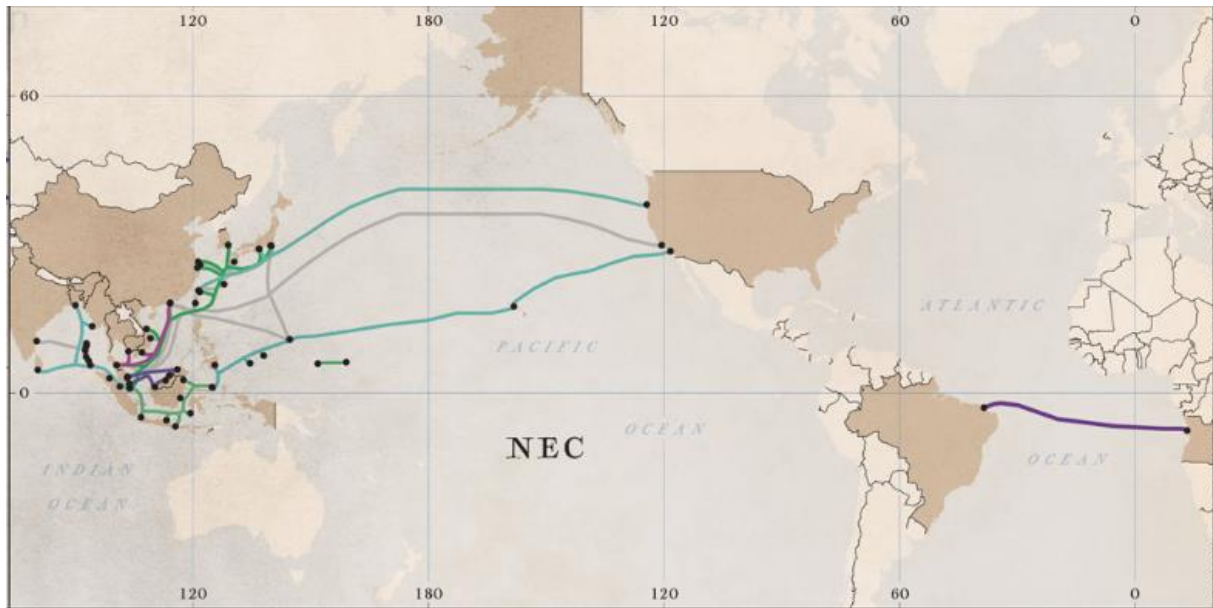 120 180 120 60 0
60
ATLANTIC
PACIFIC
0
OCEAN
NEC
OCEAN
INDIAN
OCEAN
120 180 120 60 0